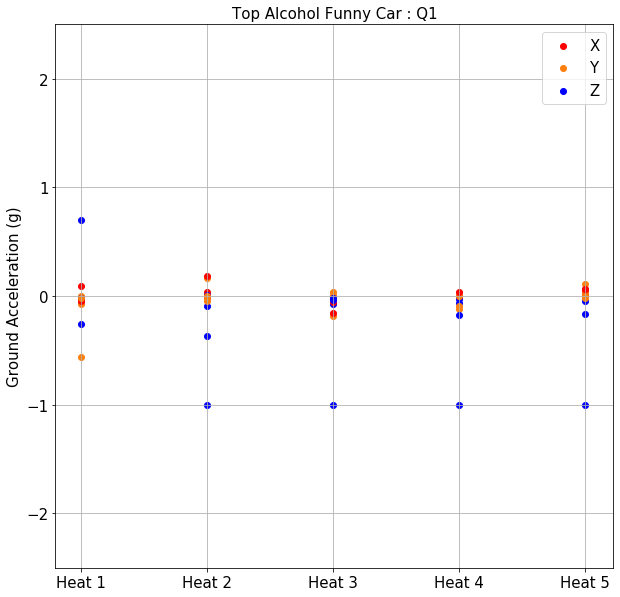 Top Alcohol Funny Car : Q1
X
Y
Z
2
1
0
−1
−2
Ground Acceleration (g)
Heat 1 Heat 2 Heat 3 Heat 4 Heat 5